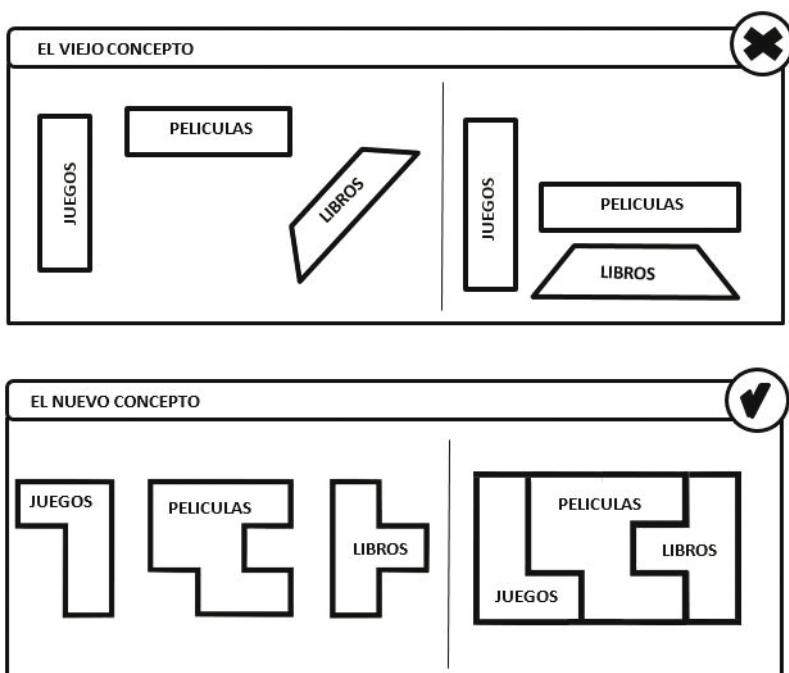 EL VIEJO CONCEPTO
JUEGOS
PELICULAS
LIBROS
JUEGOS
PELICULAS
LIBROS
EL NUEVO CONCEPTO
JUEGOS
PELICULAS
LIBROS
PELICULAS
LIBROS
JUEGOS